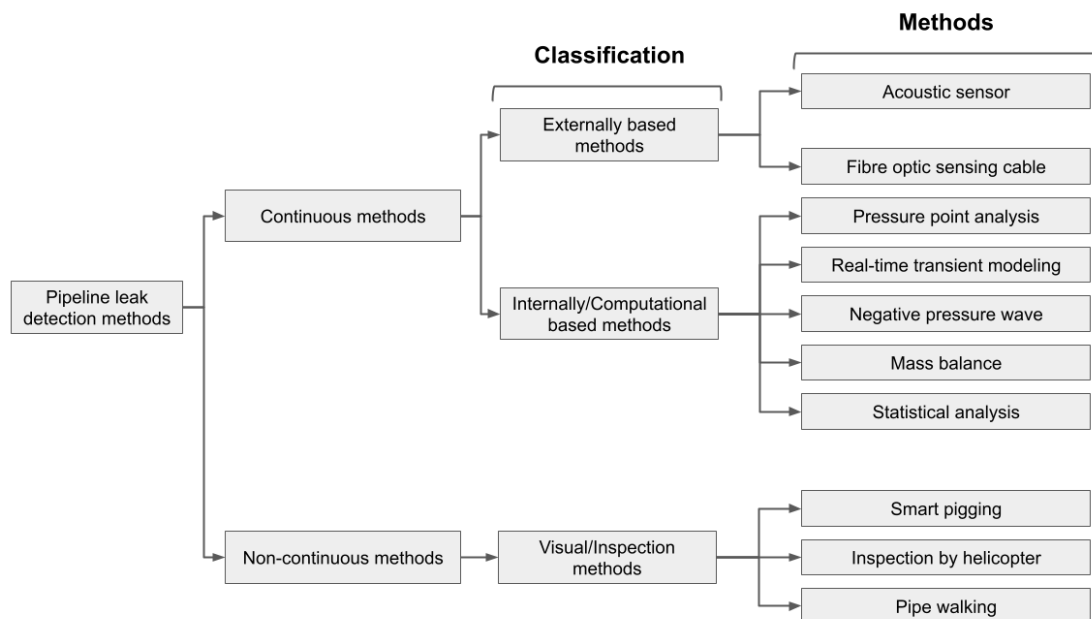 Methods
Classification
Acoustic sensor
Externally based
methods
Fibre optic sensing cable
Continuous methods
Pressure point analysis
Real-time transient modeling
Pipeline leak
detection methods
Internally/Computational
based methods
Negative pressure wave
Mass balance
Statistical analysis
Smart pigging
Non-continuous methods
Visual/Inspection
methods
Inspection by helicopter
Pipe walking